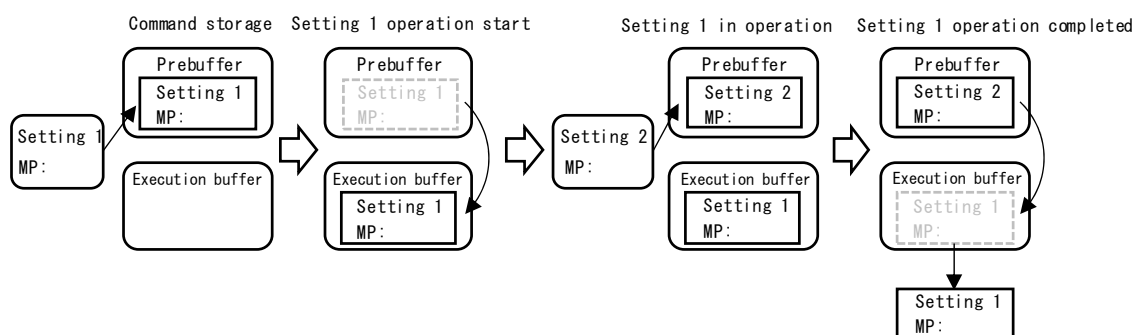 Command storage
Setting 1 operation start
Setting 1 in operation
Setting 1 operation completed
Prebuffer
Setting 1
MP:
Setting 1
MP:
Execution buffer
Prebuffer
Setting 1
MP:
Execution buffer
Setting 1
MP:
Setting 2
MP:
Prebuffer
Setting 2
MP:
Execution buffer
Setting 1
MP:
Prebuffer
Setting 2
MP:
Execution buffer
Setting 1
MP:
Setting 1
MP: